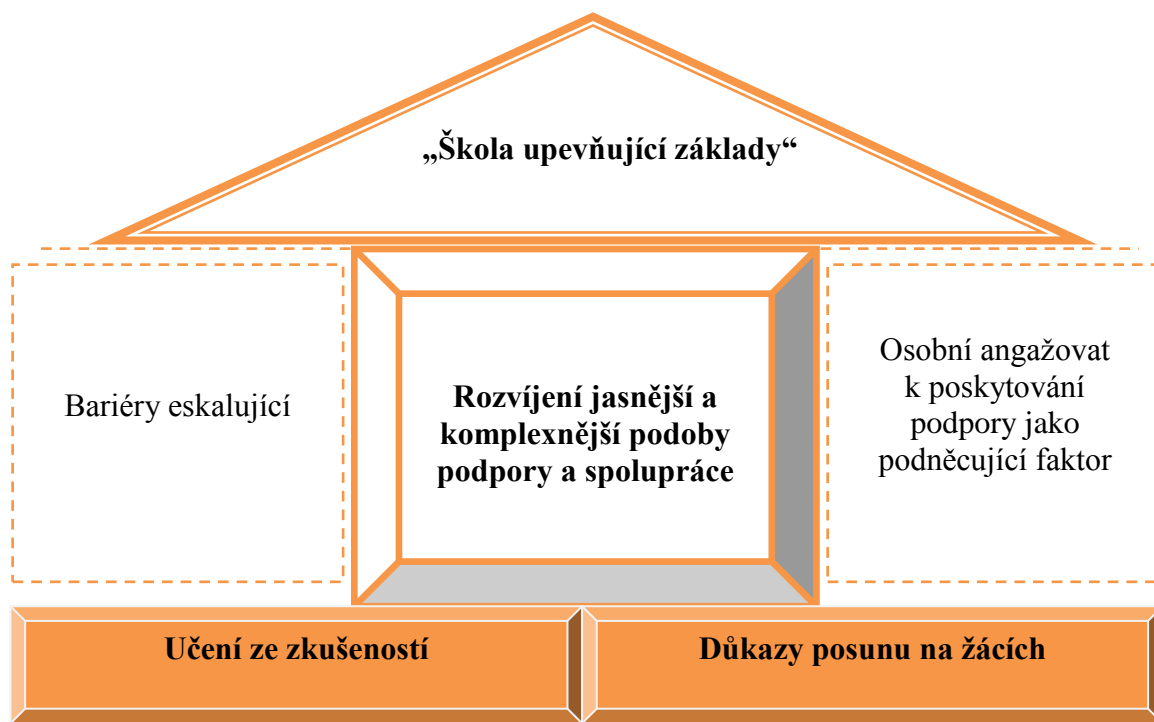 „Škola upevňující základy“
Bariéry eskalující
Rozvíjení jasnější a
komplexnější podoby
podpory a spolupráce
Osobní angažovat
k poskytování
podpory jako
podněcující faktor
Učení ze zkušeností
Důkazy posunu na žácích